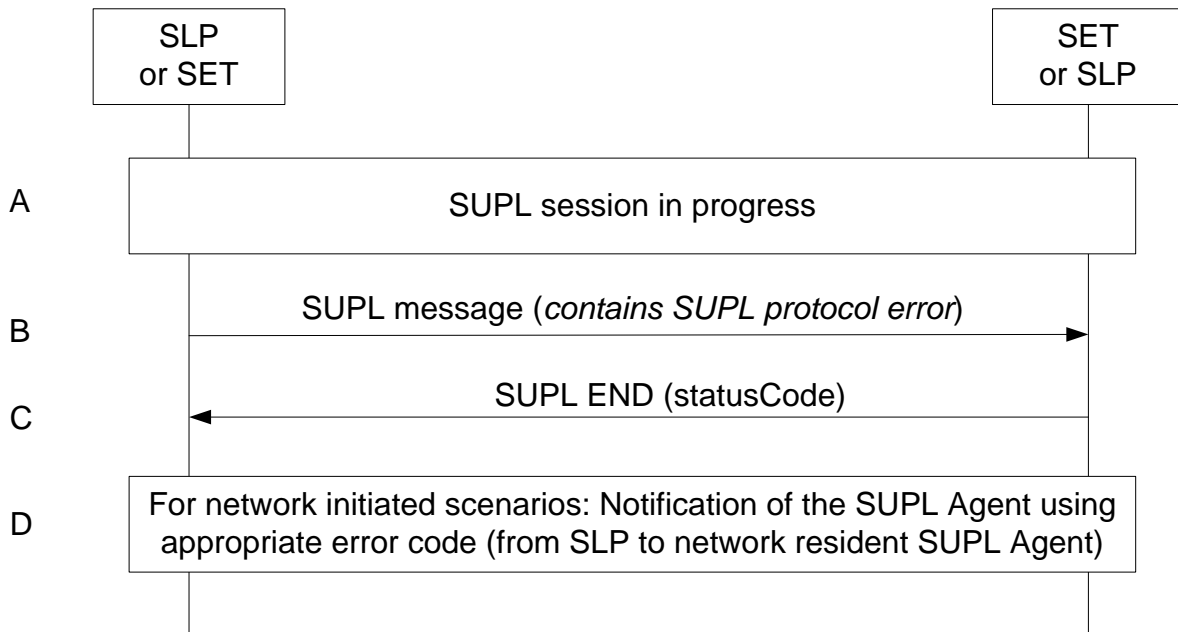 SLP
or SET
SET
or SLP
A
SUPL session in progress
SUPL message (contains SUPL protocol error)
B
SUPL END (statusCode)
C
For network initiated scenarios: Notification of the SUPL Agent using
appropriate error code (from SLP to network resident SUPL Agent)
D